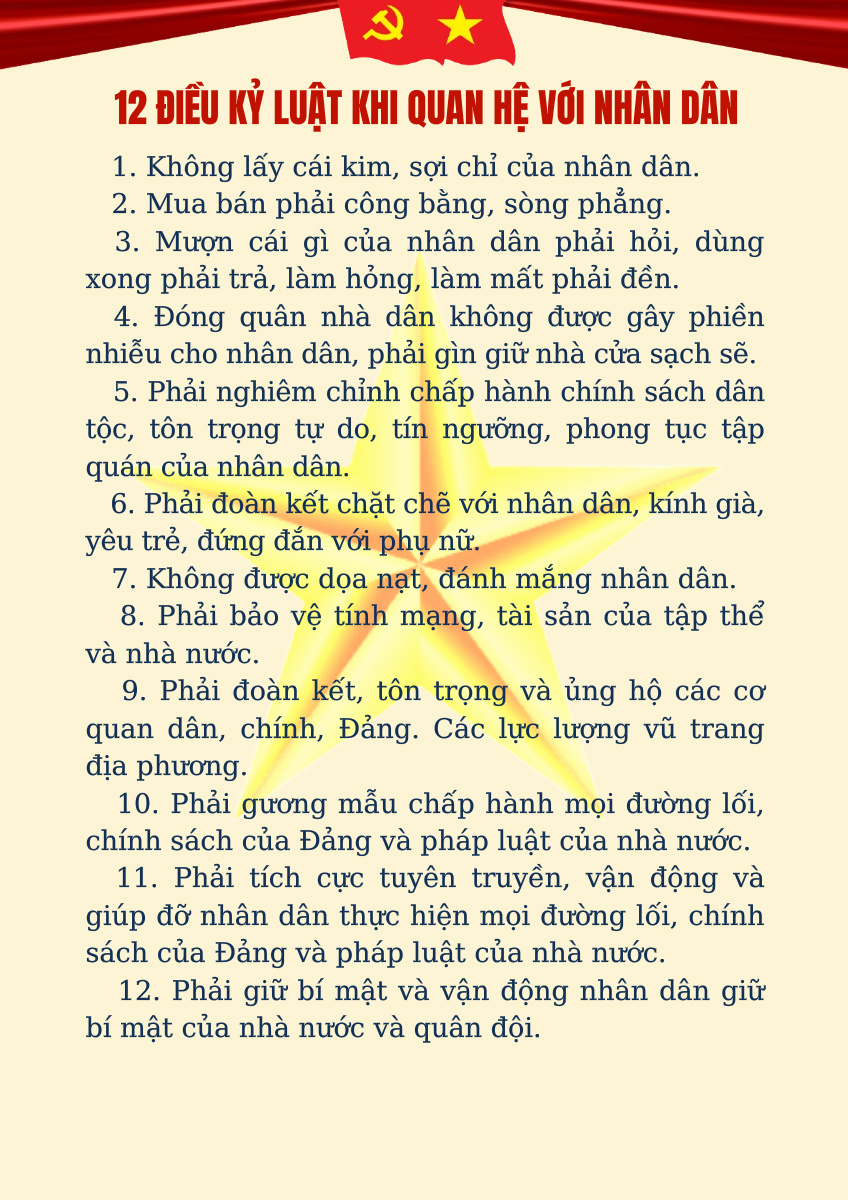 12 ĐIỀU KỶ LUẬT KHI QUAN HỆ VỚI NHÂN DÂN
1. Không lấy cái kim, sợi chỉ của nhân dân.
2. Mua bán phải công bằng, sòng phẳng.
3. Mượn cái gì của nhân dân phải hỏi, dùng
xong phải trả, làm hỏng, làm mất phải đền.
4. Đóng quân nhà dân không được gây phiền
nhiễu cho nhân dân, phải gìn giữ nhà cửa sạch sẽ.
5. Phải nghiêm chỉnh chấp hành chính sách dân
tộc, tôn trọng tự do, tín ngưỡng, phong tục tập
quán của nhân dân.
6. Phải đoàn kết chặt chẽ với nhân dân, kính già,
yêu trẻ, đứng đắn với phụ nữ.
7. Không được dọa nạt, đánh mắng nhân dân.
8. Phải bảo vệ tính mạng, tài sản của tập thể
và nhà nước.
9. Phải đoàn kết, tôn trọng và ủng hộ các cơ
quan dân, chính, Đảng. Các lực lượng vũ trang
địa phương.
10. Phải gương mẫu chấp hành mọi đường lối,
chính sách của Đảng và pháp luật của nhà nước.
11. Phải tích cực tuyên truyền, vận động và
giúp đỡ nhân dân thực hiện mọi đường lối, chính
sách của Đảng và pháp luật của nhà nước.
12. Phải giữ bí mật và vận động nhân dân giữ
bí mật của nhà nước và quân đội.